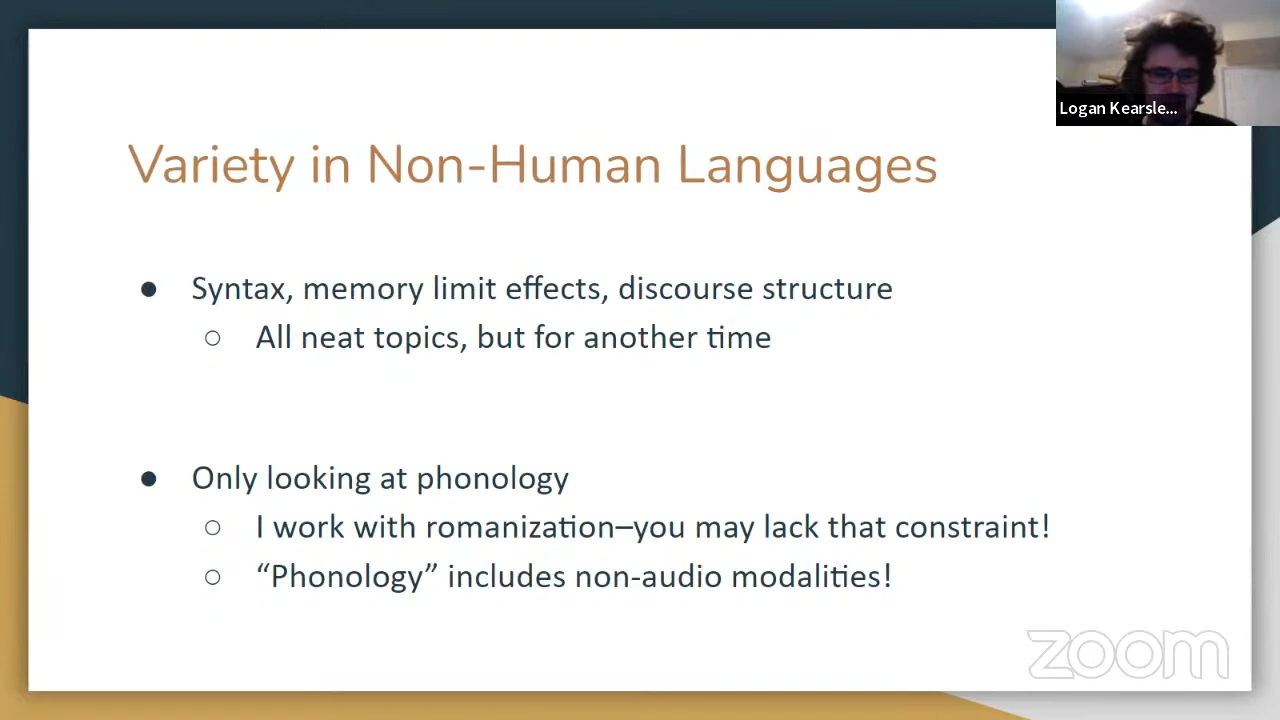 Logan Kearsle...
Variety in Non-Human Languages
● Syntax, memory limit effects, discourse structure
○ All neat topics, but for another time
● Only looking at phonology
○ I work with romanization–you may lack that constraint!
○ “Phonology” includes non-audio modalities!
zoom